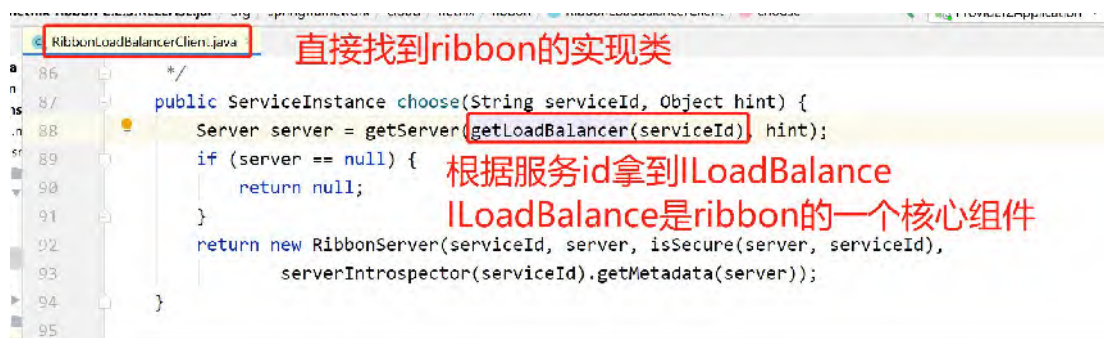 RibbonLoadBalancerClient.java
直接找到ribbon的实现类
86 */
87 public ServiceInstance choose(String serviceId, Object hint) {
88 Server server = getServer(getLoadBalancer(serviceId), hint);
89 if (server == null) {
根据服务id拿到ILoadBalance
90 return null;
ILoadBalance是ribbon的一个核心组件
91 }
92 return new RibbonServer(serviceId, server, isSecure(server, serviceId),
93 serverIntrospector(serviceId).getMetadata(server));
94 }
95